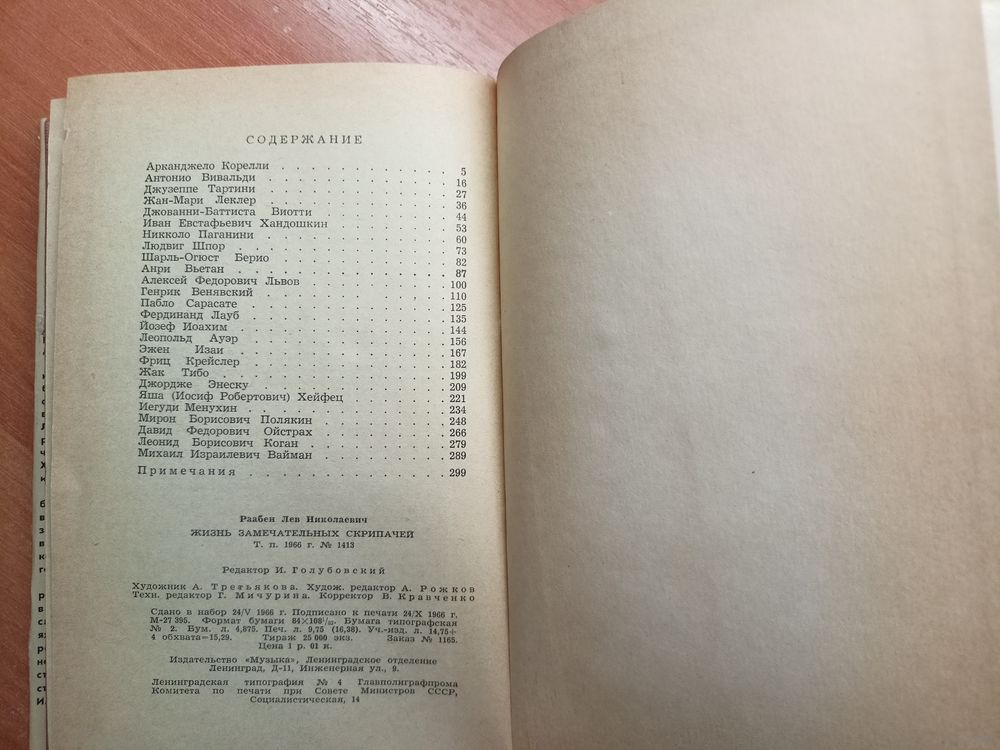 СОДЕРЖАНИЕ
Арканджело Корелли . . . . . . . . . . . . 5
Антонио Вивальди . . . . . . . . . . . . 16
Джузеппе Тартини . . . . . . . . . . . . 27
Жан-Мари Леклер . . . . . . . . . . . . 36
Джованни-Баттиста Виотти . . . . . . . . 44
Иван Евстафьевич Хандошкин . . . . . . . . 53
Никколо Паганини . . . . . . . . . . . . 60
Людвиг Шпор . . . . . . . . . . . . 73
Шарль-Огюст Берио . . . . . . . . . . . 82
Анри Вьетан . . . . . . . . . . . . 87
Алексей Федорович Львов . . . . . . . . . 100
Генрик Венявский . . . . . . . . . . . . 110
Пабло Сарасате . . . . . . . . . . . . 125
Фердинанд Лауб . . . . . . . . . . . . 135
Йозеф Иоахим . . . . . . . . . . . . 144
Леопольд Ауэр . . . . . . . . . . . . 156
Эжен Изаи . . . . . . . . . . . . 167
Фриц Крейслер . . . . . . . . . . . . 182
Жак Тибо . . . . . . . . . . . . 199
Джордже Энеску . . . . . . . . . . . . 209
Яша (Иосиф Робертович) Хейфец . . . . . . . 221
Иегуди Менухин . . . . . . . . . . . . 234
Мирон Борисович Полякин . . . . . . . . . 248
Давид Федорович Ойстрах . . . . . . . . . 266
Леонид Борисович Коган . . . . . . . . . 279
Михаил Израилевич Вайман . . . . . . . . . 289
Примечания . . . . . . . . . . . . 299
Раабен Лев Николаевич
ЖИЗНЬ ЗАМЕЧАТЕЛЬНЫХ СКРИПАЧЕЙ
Т. п. 1966 г. № 1413
Редактор И. Голубовский
Художник А. Третьякова. Худож. редактор А. Рожков
Техн. редактор Г. Мичурина. Корректор В. Кравченко
Сдано в набор 24/V 1966 г. Подписано к печати 24/X 1966 г.
М-27 395. Формат бумаги 84×108¹/₃₂. Бумага типографская
№ 2. Бум. л. 4,875. Печ. л. 9,75 (16,38). Уч.-изд. л. 14,75+
4 обхвата=15,29. Тираж 25 000 экз. Заказ № 1165.
Цена 1 р. 01 к.
Издательство «Музыка», Ленинградское отделение
Ленинград, Д-11, Инженерная ул., 9.
Ленинградская типография № 4 Главполиграфпрома
Комитета по печати при Совете Министров СССР,
Социалистическая, 14